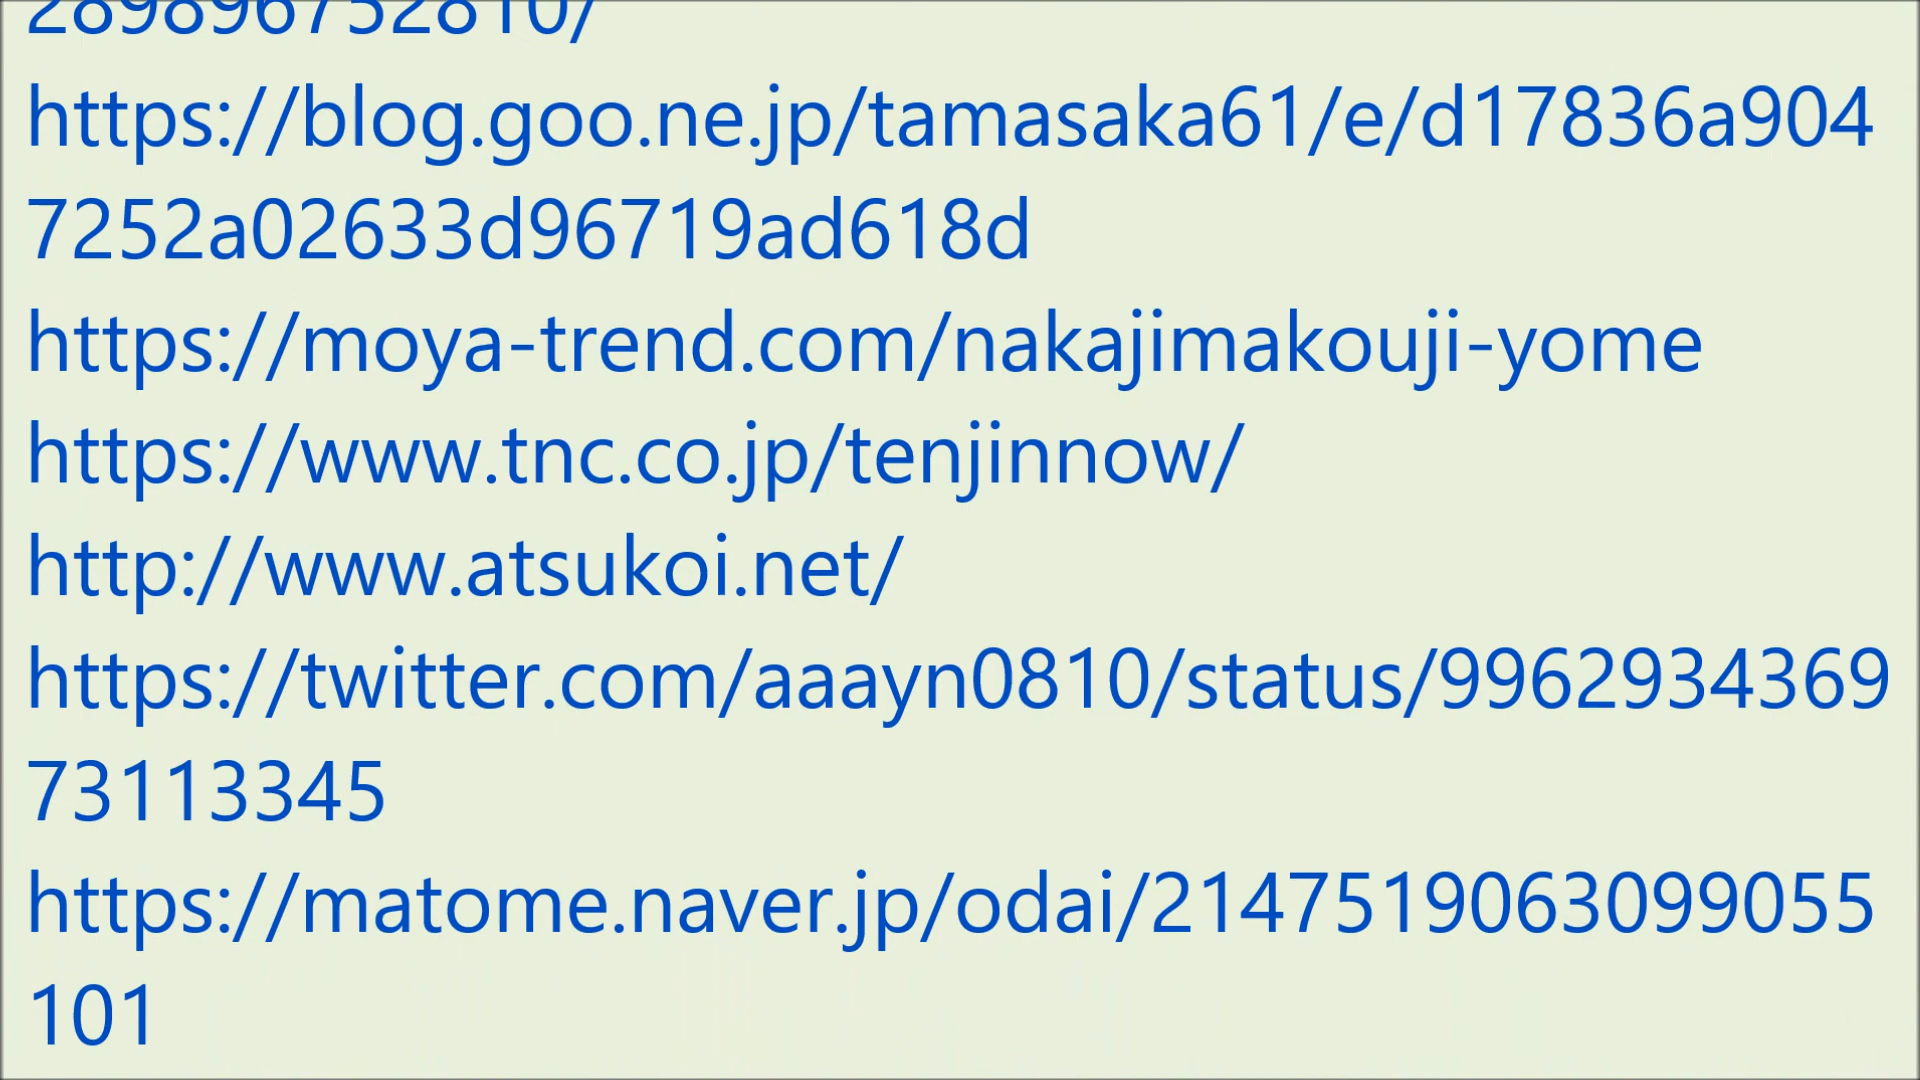 289896752810/
https://blog.goo.ne.jp/tamasaka61/e/d17836a904
7252a02633d96719ad618d
https://moya-trend.com/nakajimakouji-yome
https://www.tnc.co.jp/tenjinnow/
http://www.atsukoi.net/
https://twitter.com/aaayn0810/status/9962934369
73113345
https://matome.naver.jp/odai/2147519063099055
101